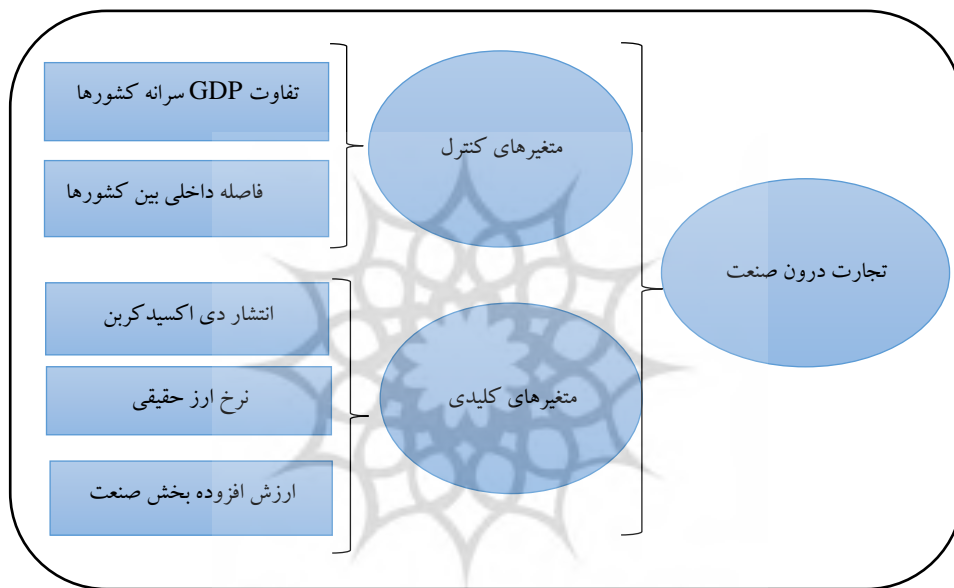 تجارت درون صنعت
متغیرهای کنترل
تفاوت GDP سرانه کشورها
فاصله داخلی بین کشورها
متغیرهای کلیدی
انتشار دی اکسیدکربن
نرخ ارز حقیقی
ارزش افزوده بخش صنعت